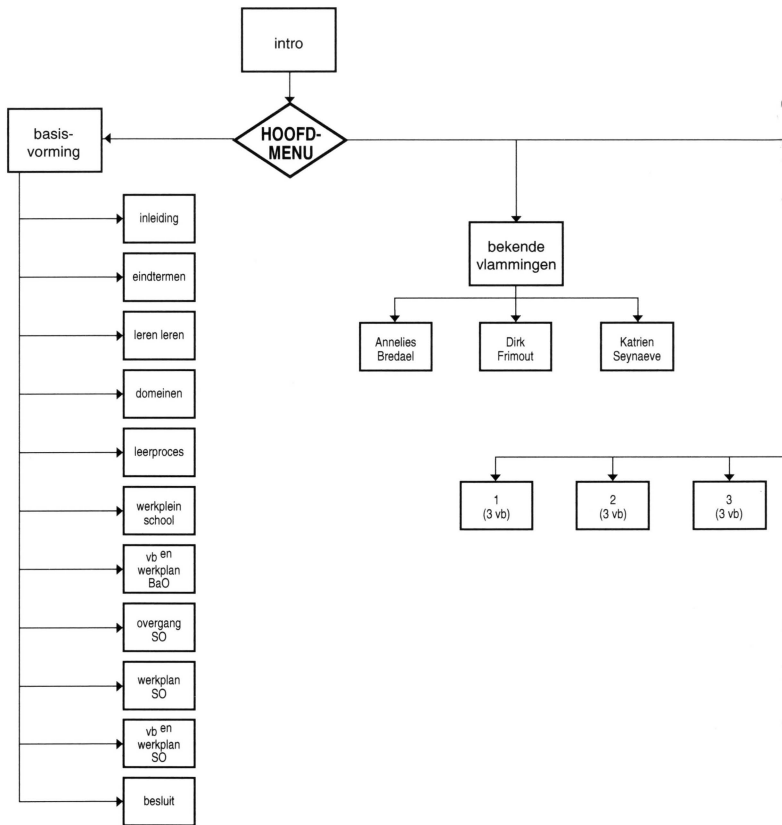 intro
HOOFD-
MENU
basis-
vorming
inleiding
eindtermen
leren leren
domeinen
leerproces
werkplein
school
vb en
werkplan
BaO
overgang
SO
werkplan
SO
vb en
werkplan
SO
besluit
bekende
vlammingen
Annelies
Bredael
Dirk
Frimout
Katrien
Seynaeve
1
(3 vb)
2
(3 vb)
3
(3 vb)